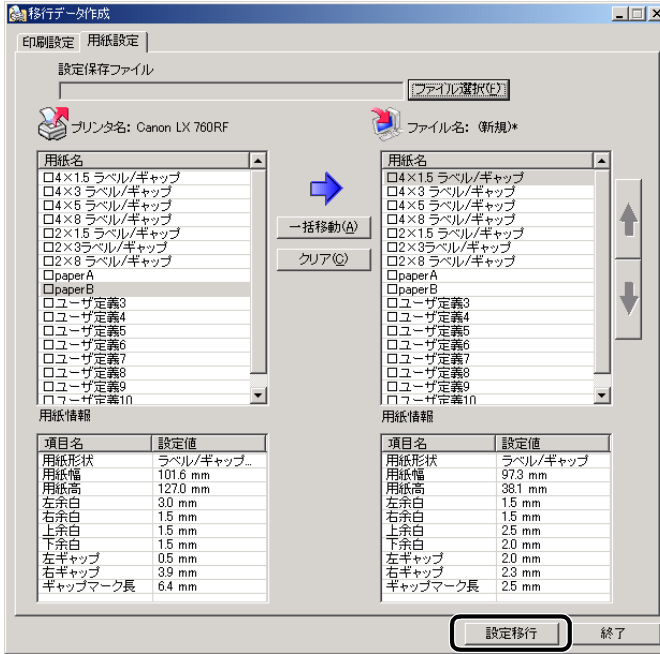 移行データ作成
印刷設定 用紙設定
設定保存ファイル
ファイル選択(F)
プリンタ名: Canon LX 760RF
ファイル名: (新規)*
用紙名
4×1.5 ラベル/ギャップ
4×3 ラベル/ギャップ
4×5 ラベル/ギャップ
4×8 ラベル/ギャップ
2×1.5 ラベル/ギャップ
2×3ラベル/ギャップ
2×8 ラベル/ギャップ
paperA
paperB
ユーザ定義3
ユーザ定義4
ユーザ定義5
ユーザ定義6
ユーザ定義7
ユーザ定義8
ユーザ定義9
ユーザ定義10
一括移動(A)
クリア(C)
用紙名
4×1.5 ラベル/ギャップ
4×3 ラベル/ギャップ
4×5 ラベル/ギャップ
4×8 ラベル/ギャップ
2×1.5 ラベル/ギャップ
2×3ラベル/ギャップ
2×8 ラベル/ギャップ
paperA
paperB
ユーザ定義3
ユーザ定義4
ユーザ定義5
ユーザ定義6
ユーザ定義7
ユーザ定義8
ユーザ定義9
ユーザ定義10
用紙情報
項目名 設定値
用紙形状 ラベル/ギャップ...
用紙幅 101.6 mm
用紙高 127.0 mm
左余白 3.0 mm
右余白 1.5 mm
上余白 1.5 mm
下余白 1.5 mm
左ギャップ 0.5 mm
右ギャップ 3.9 mm
ギャップマーク長 6.4 mm
用紙情報
項目名 設定値
用紙形状 ラベル/ギャップ
用紙幅 97.3 mm
用紙高 38.1 mm
左余白 1.5 mm
右余白 1.5 mm
上余白 2.5 mm
下余白 2.0 mm
左ギャップ 2.0 mm
右ギャップ 2.3 mm
ギャップマーク長 2.5 mm
設定移行 終了